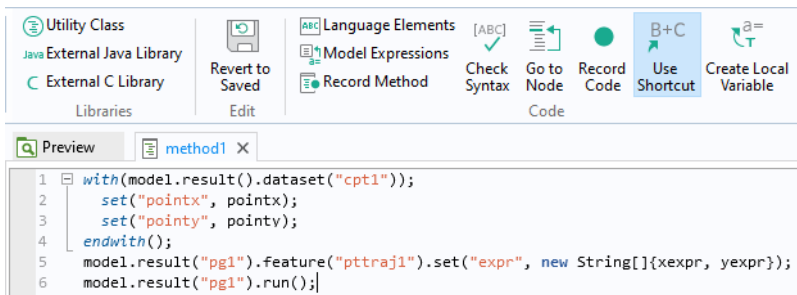 Utility Class
Java External Java Library
C External C Library
Libraries
Revert to
Saved
Edit
ABC Language Elements
a= Model Expressions
Record Method
[ABC]
Check
Syntax
Go to
Node
Record
Code
B+C
Use
Shortcut
a=
T
Create Local
Variable
Code
Preview
method1 ×
1 with(model.result().dataset("cpt1"));
2 set("pointx", pointx);
3 set("pointy", pointv);
4 endwith();
5 model.result("pg1").feature("pttraj1").set("expr", new String[]{xexpr, yexpr});
6 model.result("pg1").run();